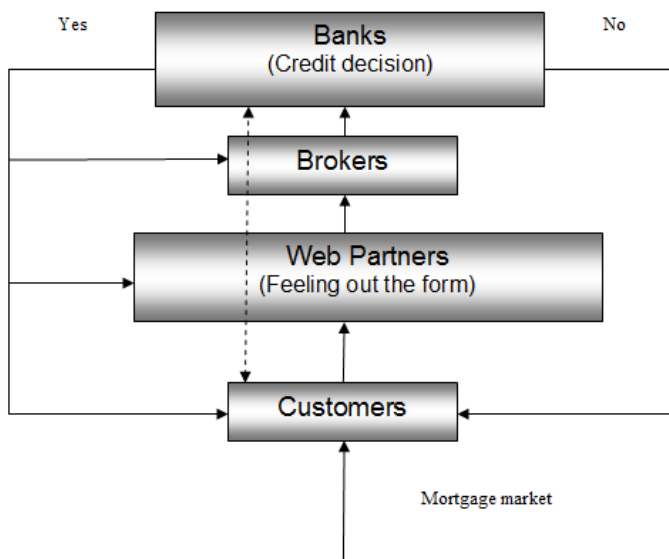 Yes
No
Banks
(Credit decision)
Brokers
Web Partners
(Feeling out the form)
Customers
Mortgage market